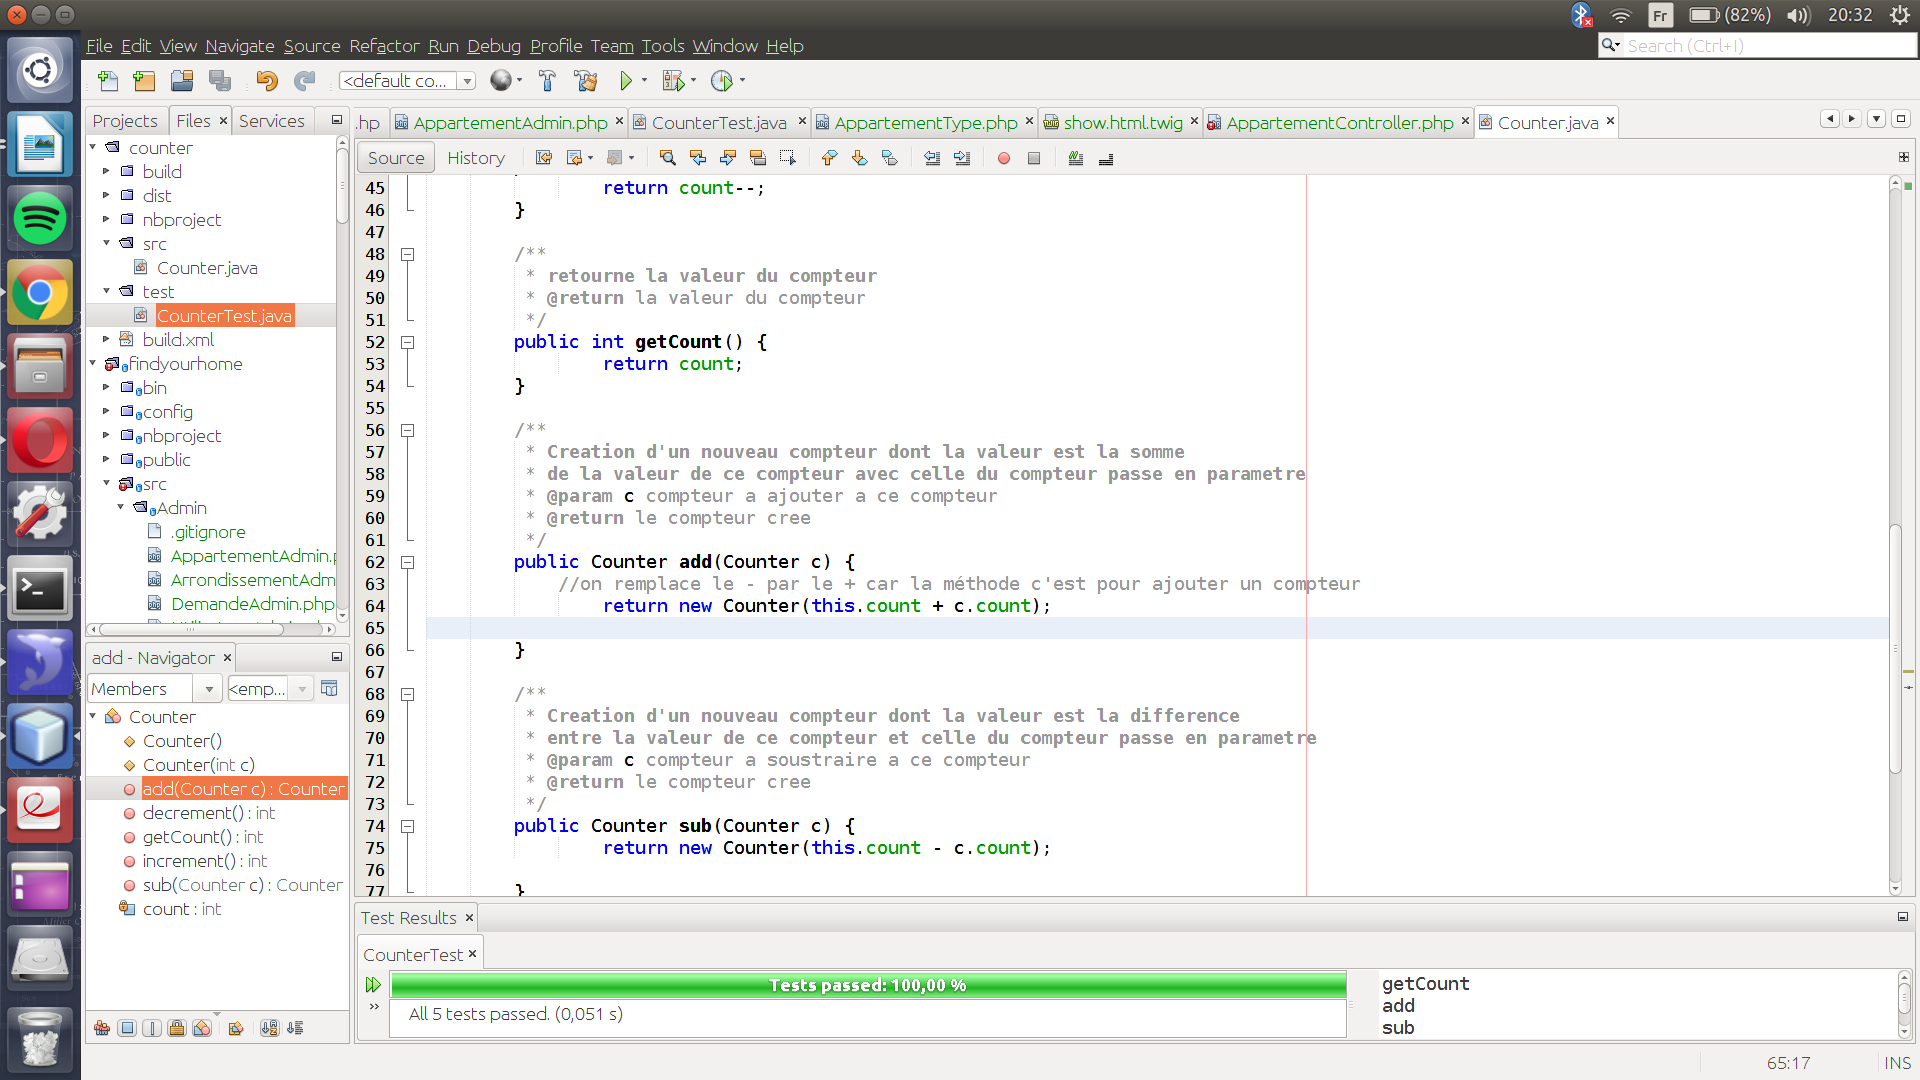 Fr (82%) 20:32
File Edit View Navigate Source Refactor Run Debug Profile Team Tools Window Help
Search (Ctrl+I)
<default co...
Projects Files Services
.hp AppartementAdmin.php CounterTest.java AppartementType.php show.html.twig AppartementController.php Counter.java
Source History
counter
build
dist
nbproject
src
Counter.java
test
CounterTest.java
build.xml
findyourhome
bin
config
nbproject
public
src
Admin
.gitignore
AppartementAdmin.p
ArrondissementAdm
DemandeAdmin.php
45 return count--;
46 }
47
48 /**
49 * retourne la valeur du compteur
50 * @return la valeur du compteur
51 */
52 public int getCount() {
53 return count;
54 }
55
56 /**
57 * Creation d'un nouveau compteur dont la valeur est la somme
58 * de la valeur de ce compteur avec celle du compteur passe en parametre
59 * @param c compteur a ajouter a ce compteur
60 * @return le compteur cree
61 */
62 public Counter add(Counter c) {
63 //on remplace le - par le + car la méthode c'est pour ajouter un compteur
64 return new Counter(this.count + c.count);
65
66 }
67
68 /**
69 * Creation d'un nouveau compteur dont la valeur est la difference
70 * entre la valeur de ce compteur et celle du compteur passe en parametre
71 * @param c compteur a soustraire a ce compteur
72 * @return le compteur cree
73 */
74 public Counter sub(Counter c) {
75 return new Counter(this.count - c.count);
76
77 }
add - Navigator
Members <emp...
Counter
Counter()
Counter(int c)
add(Counter c) : Counter
decrement() : int
getCount() : int
increment() : int
sub(Counter c) : Counter
count : int
Test Results
CounterTest
Tests passed: 100,00 %
All 5 tests passed. (0,051 s)
getCount
add
sub
65:17 INS